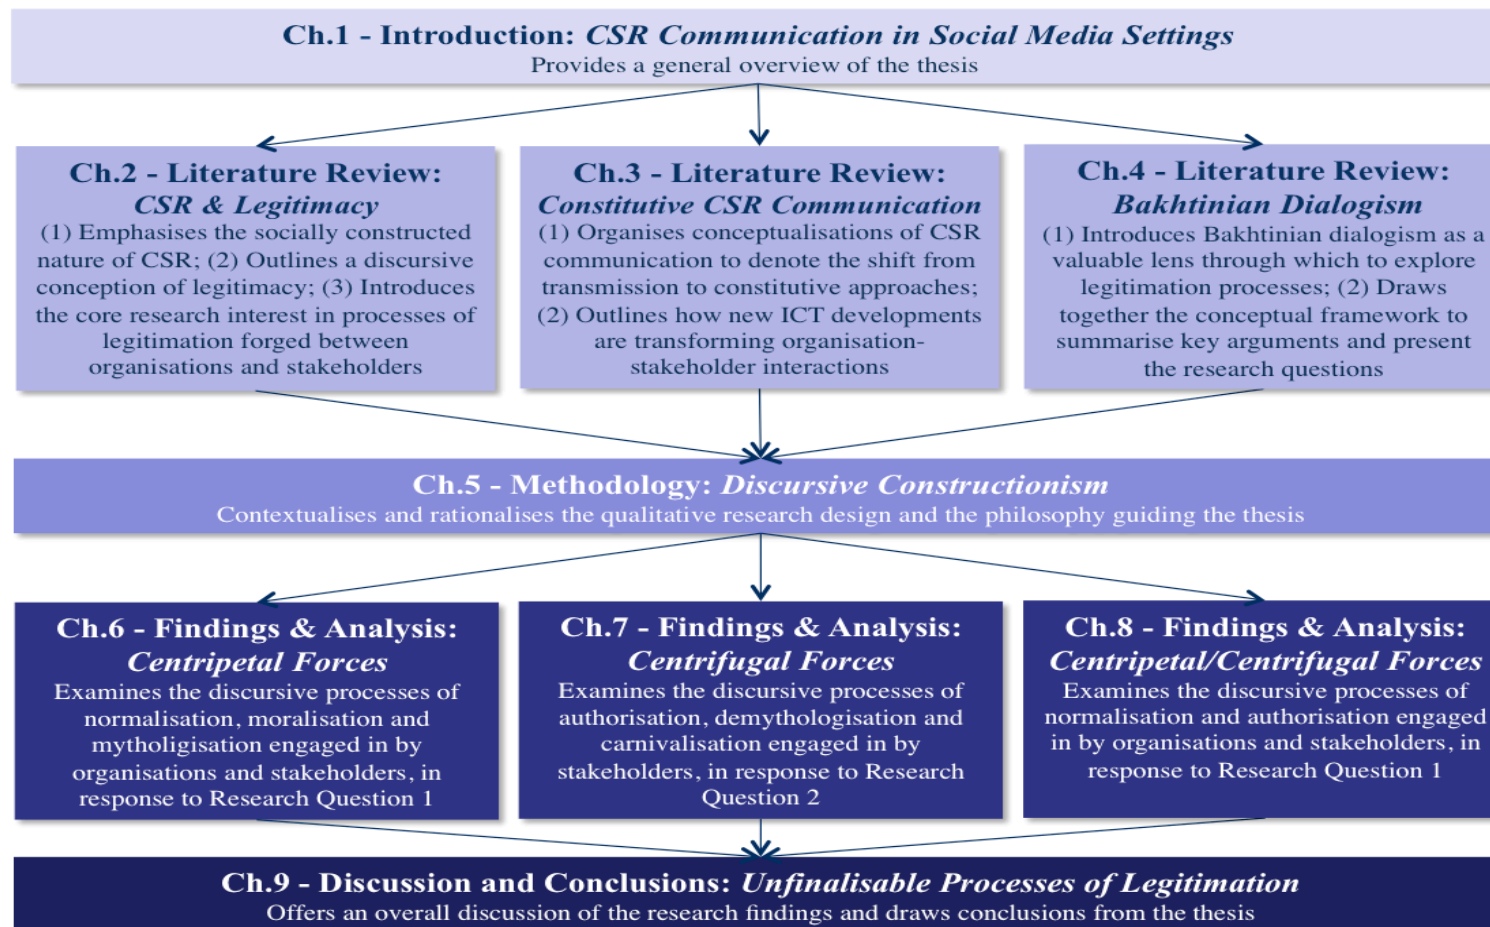 Ch.1 - Introduction: CSR Communication in Social Media Settings
Provides a general overview of the thesis
Ch.2 - Literature Review:
CSR & Legitimacy
(1) Emphasises the socially constructed
nature of CSR; (2) Outlines a discursive
conception of legitimacy; (3) Introduces
the core research interest in processes of
legitimation forged between
organisations and stakeholders
Ch.3 - Literature Review:
Constitutive CSR Communication
(1) Organises conceptualisations of CSR
communication to denote the shift from
transmission to constitutive approaches;
(2) Outlines how new ICT developments
are transforming organisation-
stakeholder interactions
Ch.4 - Literature Review:
Bakhtinian Dialogism
(1) Introduces Bakhtinian dialogism as a
valuable lens through which to explore
legitimation processes; (2) Draws
together the conceptual framework to
summarise key arguments and present
the research questions
Ch.5 - Methodology: Discursive Constructionism
Contextualises and rationalises the qualitative research design and the philosophy guiding the thesis
Ch.6 - Findings & Analysis:
Centripetal Forces
Examines the discursive processes of
normalisation, moralisation and
mytholigisation engaged in by
organisations and stakeholders, in
response to Research Question 1
Ch.7 - Findings & Analysis:
Centrifugal Forces
Examines the discursive processes of
authorisation, demythologisation and
carnivalisation engaged in by
stakeholders, in response to Research
Question 2
Ch.8 - Findings & Analysis:
Centripetal/Centrifugal Forces
Examines the discursive processes of
normalisation and authorisation engaged
in by organisations and stakeholders, in
response to Research Question 1
Ch.9 - Discussion and Conclusions: Unfinalisable Processes of Legitimation
Offers an overall discussion of the research findings and draws conclusions from the thesis